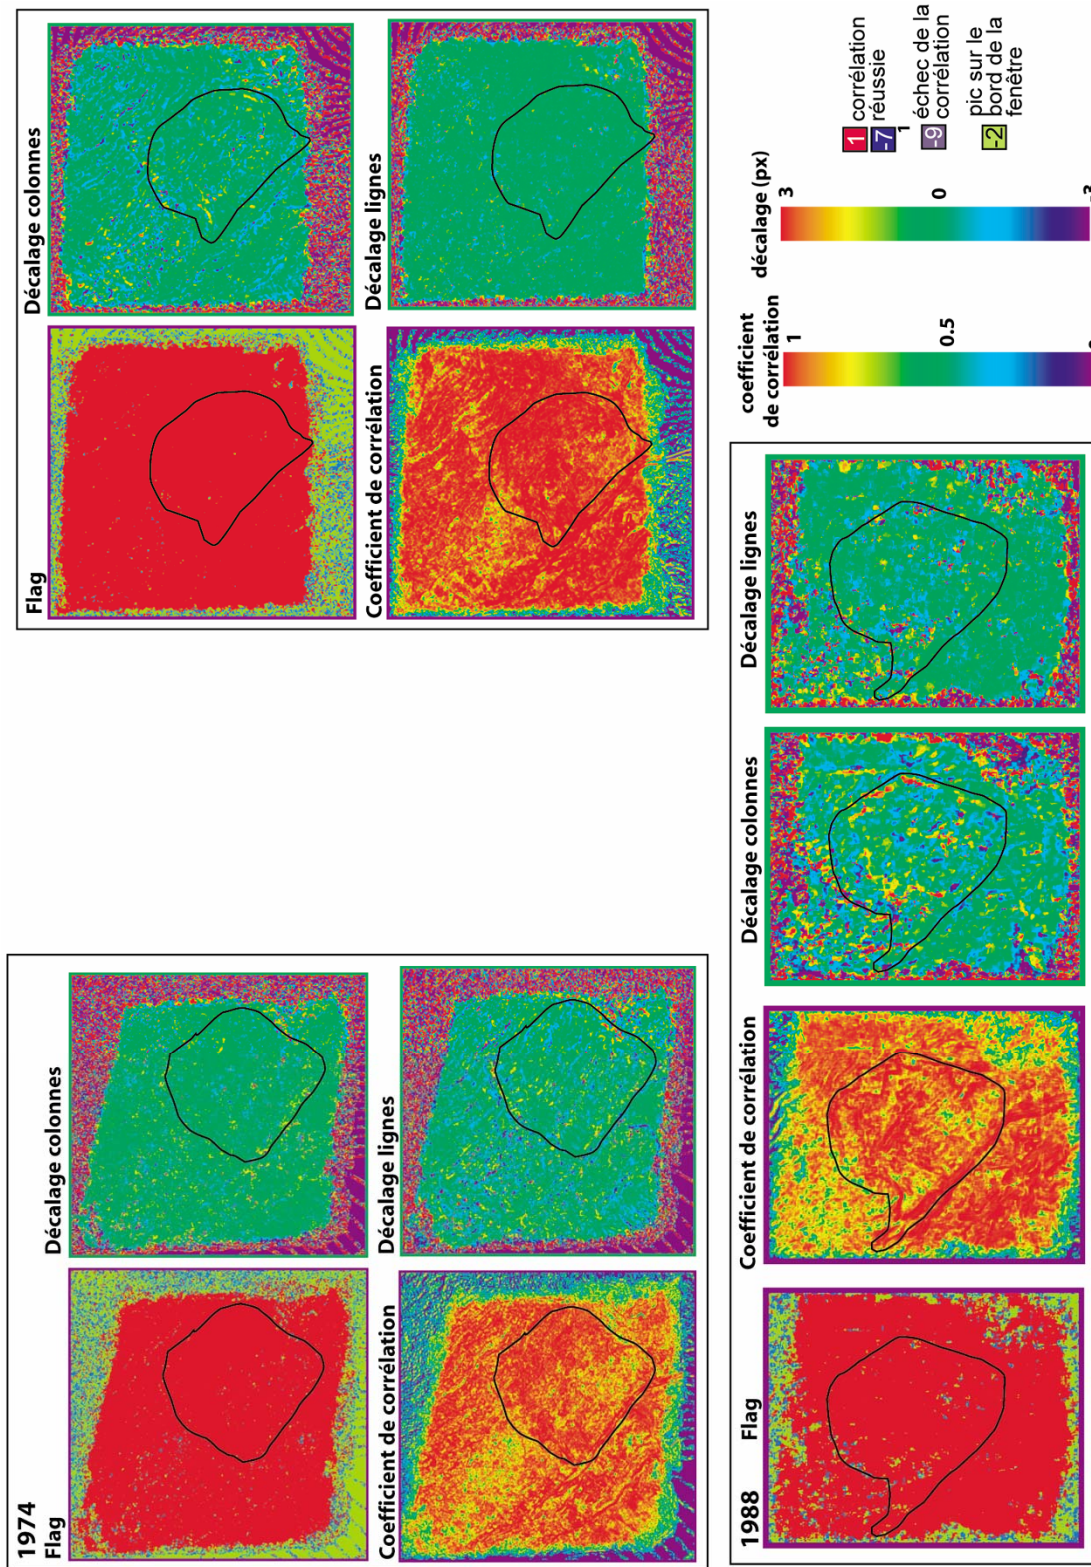 1974
Flag
Décalage colonnes
Coefficient de corrélation
Décalage lignes
Flag
Décalage colonnes
Coefficient de corrélation
Décalage lignes
1988
Flag
Coefficient de corrélation
Décalage colonnes
Décalage lignes
coefficient
de corrélation
1
0.5
décalage (px)
3
0
-3
1 corrélation
réussie
-7
1
échec de la
-9 corrélation
pic sur le
bord de la
-2 fenêtre